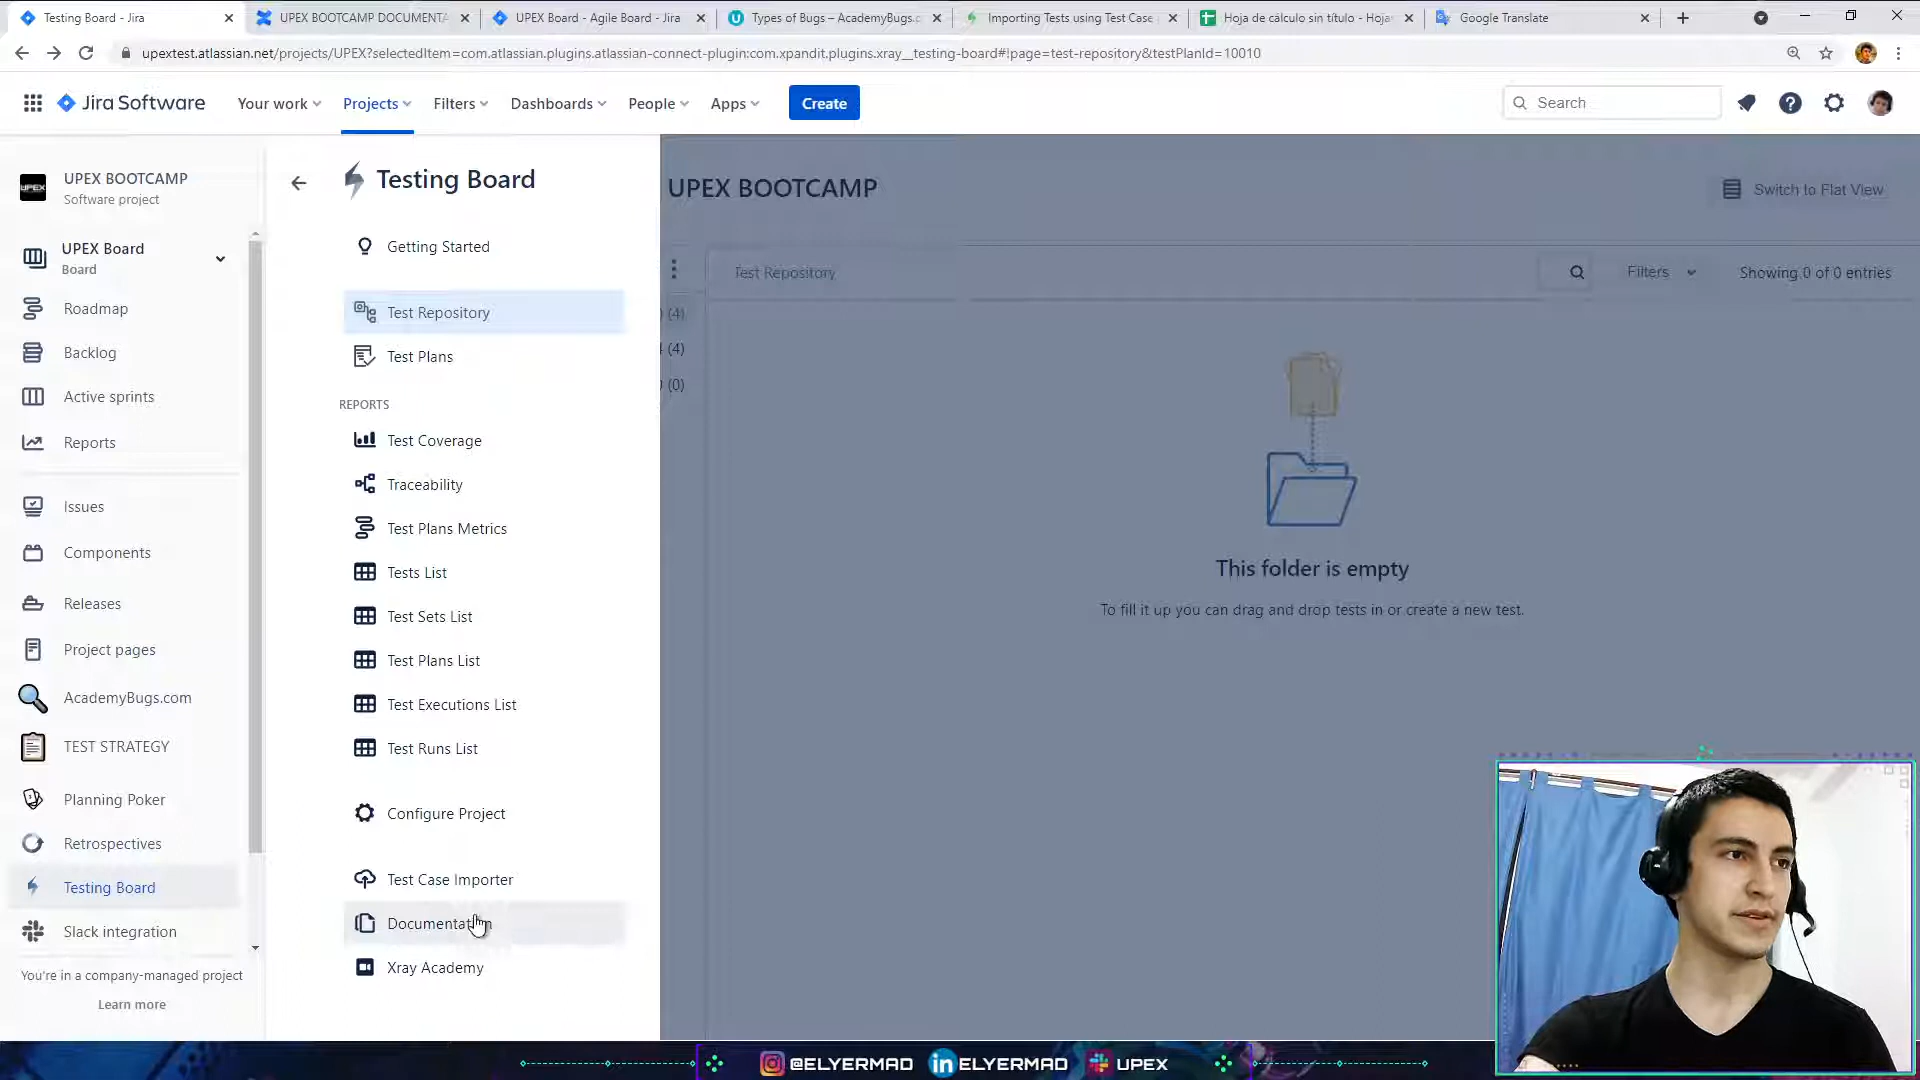 Testing Board - Jira
UPEX BOOTCAMP DOCUMENTA
UPEX Board - Agile Board - Jira
Types of Bugs – AcademyBugs.c
Importing Tests using Test Case
Hoja de cálculo sin título - Hoja
Google Translate
upextest.atlassian.net/projects/UPEX?selectedItem=com.atlassian.plugins.atlassian-connect-plugin:com.xpandit.plugins.xray__testing-board#!page=test-repository&testPlanId=10010
Jira Software
Your work
Projects
Filters
Dashboards
People
Apps
Create
Search
UPEX
UPEX BOOTCAMP
Software project
UPEX Board
Board
Roadmap
Backlog
Active sprints
Reports
Issues
Components
Releases
Project pages
AcademyBugs.com
TEST STRATEGY
Planning Poker
Retrospectives
Testing Board
Slack integration
You're in a company-managed project
Learn more
Testing Board
Getting Started
Test Repository
Test Plans
REPORTS
Test Coverage
Traceability
Test Plans Metrics
Tests List
Test Sets List
Test Plans List
Test Executions List
Test Runs List
Configure Project
Test Case Importer
Documentation
Xray Academy
UPEX BOOTCAMP
Switch to Flat View
Test Repository
Filters
Showing 0 of 0 entries
(4)
(4)
(0)
This folder is empty
To fill it up you can drag and drop tests in or create a new test.
@ELYERMAD
in ELYERMAD
UPEX